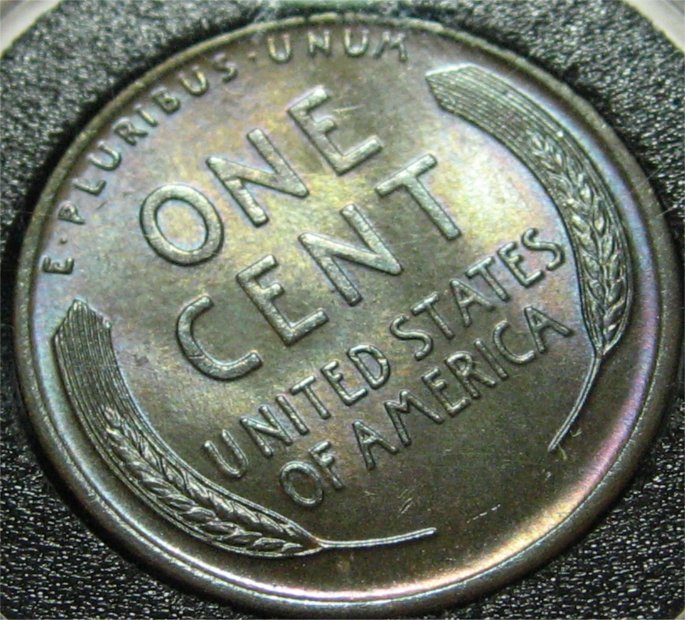 E·PLURIBUS·UNUM
ONE
CENT
UNITED STATES
OF AMERICA